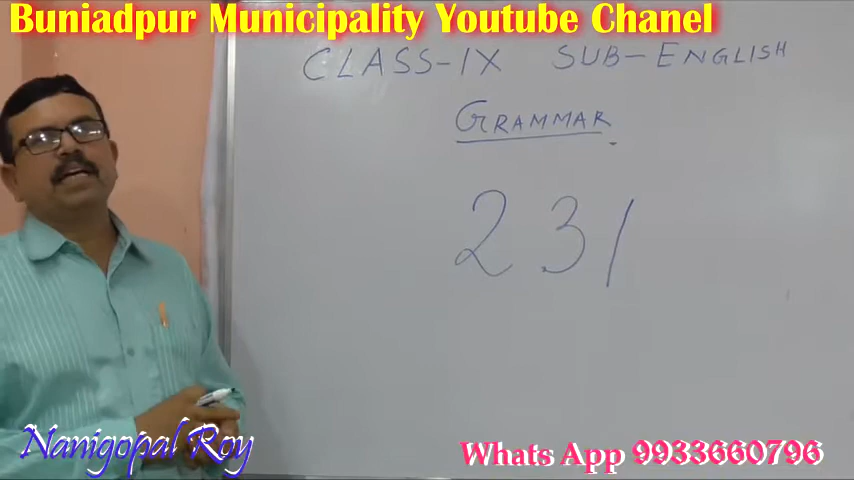 Buniadpur Municipality Youtube Chanel
CLASS-IX SUB-ENGLISH
GRAMMAR
231
Nanigopal Roy
Whats App 9933660796